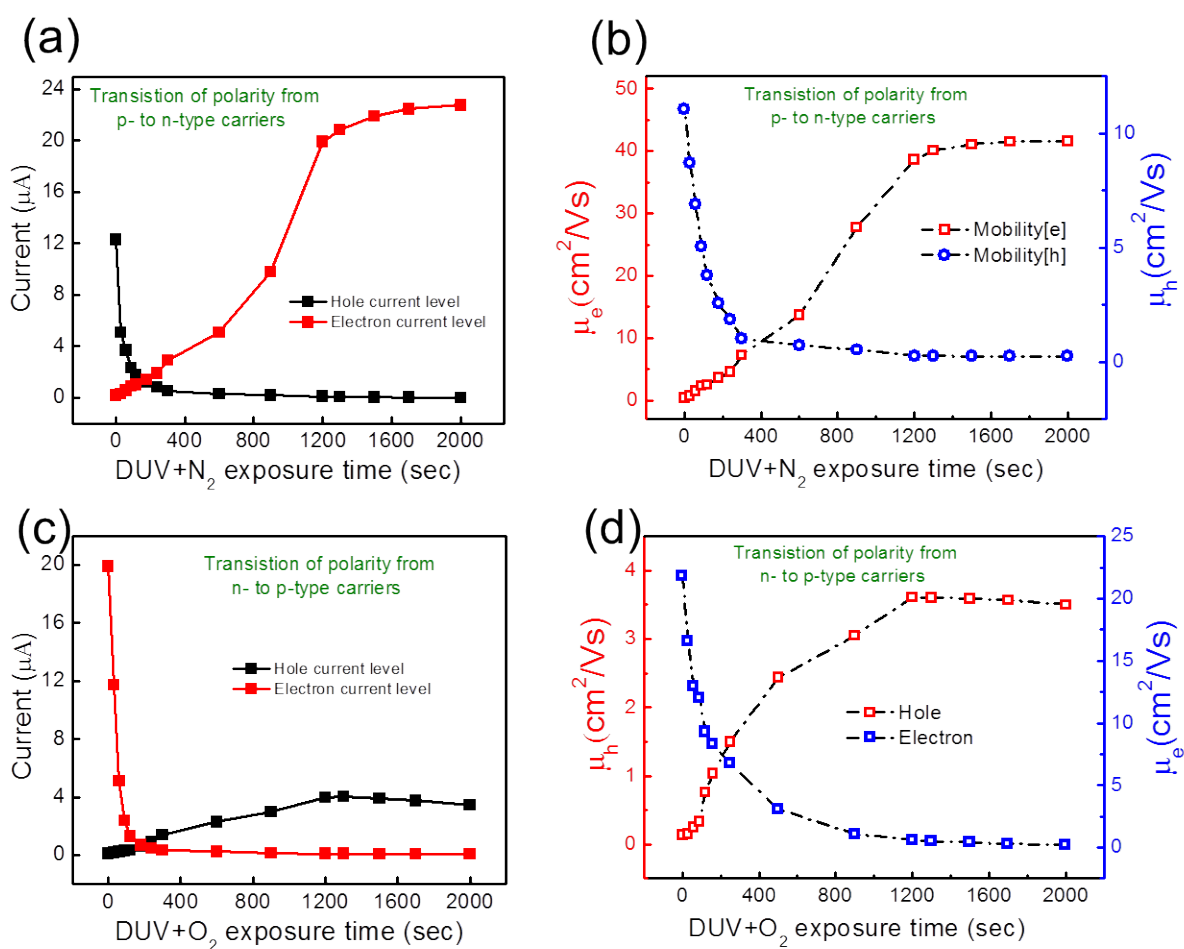 (a)
24
20
16
12
8
4
0
Current (μA)
Transistion of polarity from
p- to n-type carriers
Hole current level
Electron current level
0 400 800 1200 1600 2000
DUV+N₂ exposure time (sec)
(b)
50
40
30
20
10
0
μₑ(cm²/Vs)
Transistion of polarity from
p- to n-type carriers
Mobility[e]
Mobility[h]
10
5
0
μₕ(cm²/Vs)
0 400 800 1200 1600 2000
DUV+N₂ exposure time (sec)
(c)
20
16
12
8
4
0
Current (μA)
Transistion of polarity from
n- to p-type carriers
Hole current level
Electron current level
0 400 800 1200 1600 2000
DUV+O₂ exposure time (sec)
(d)
4
3
2
1
0
μₕ(cm²/Vs)
Transistion of polarity from
n- to p-type carriers
Hole
Electron
25
20
15
10
5
0
μₑ(cm²/Vs)
0 400 800 1200 1600 2000
DUV+O₂ exposure time (sec)